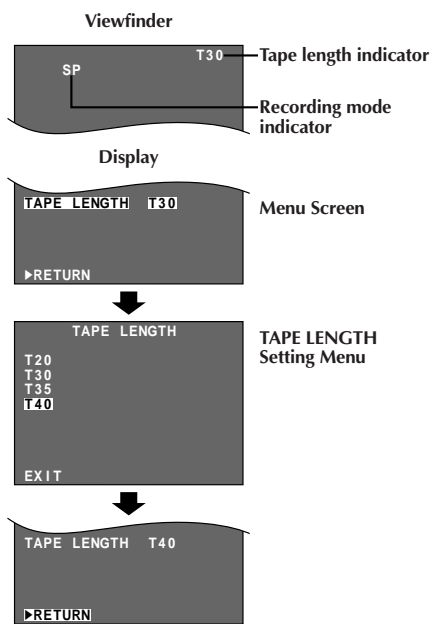 Viewfinder
T30
Tape length indicator
SP
Recording mode
indicator
Display
TAPE LENGTH T30
Menu Screen
▶RETURN
TAPE LENGTH
TAPE LENGTH
Setting Menu
T20
T30
T35
T40
EXIT
TAPE LENGTH T40
▶RETURN